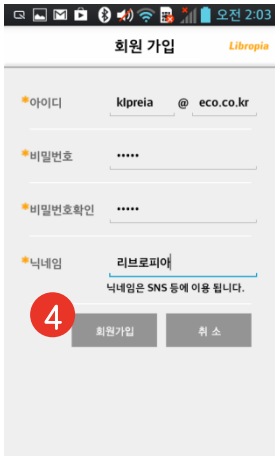 오전 2:03
회원 가입
Libropia
*아이디 klpreia @ eco.co.kr
*비밀번호 •••••
*비밀번호확인 •••••
*닉네임 리브로피아
닉네임은 SNS 등에 이용 됩니다.
4
회원가입 취 소